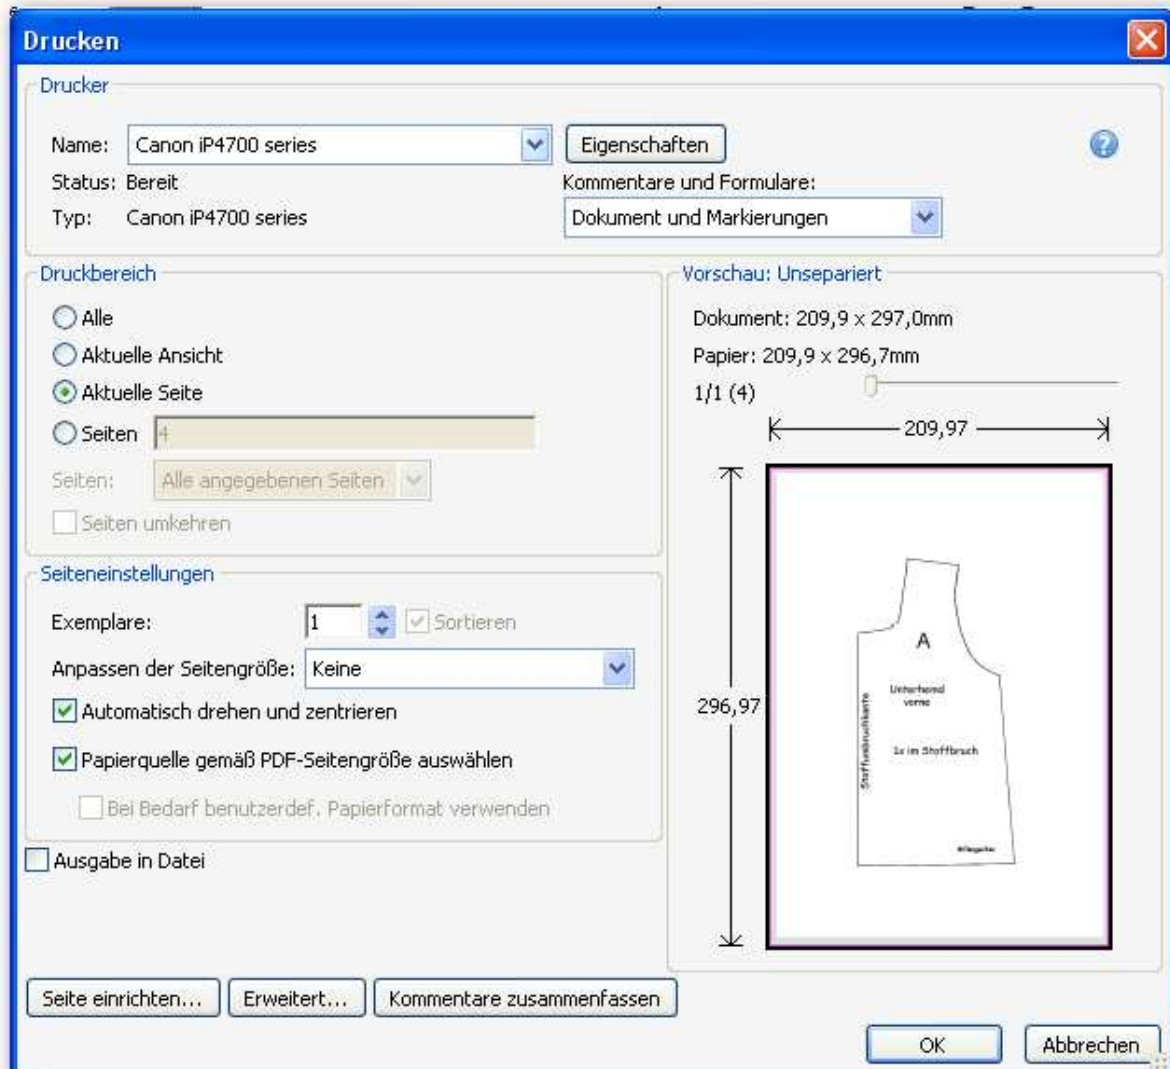 Drucken
Drucker
Name: Canon iP4700 series Eigenschaften
Status: Bereit Kommentare und Formulare:
Typ: Canon iP4700 series Dokument und Markierungen
Druckbereich
Alle
Aktuelle Ansicht
Aktuelle Seite
Seiten 4
Seiten: Alle angegebenen Seiten
Seiten umkehren
Vorschau: Unsepariert
Dokument: 209,9 x 297,0mm
Papier: 209,9 x 296,7mm
1/1 (4)
209,97
296,97
A
Unterhemd
vorne
1x im Stoffbruch
Seiteneinstellungen
Exemplare: 1 Sortieren
Anpassen der Seitengröße: Keine
Automatisch drehen und zentrieren
Papierquelle gemäß PDF-Seitengröße auswählen
Bei Bedarf benutzerdef. Papierformat verwenden
Ausgabe in Datei
Seite einrichten... Erweitert... Kommentare zusammenfassen
OK Abbrechen